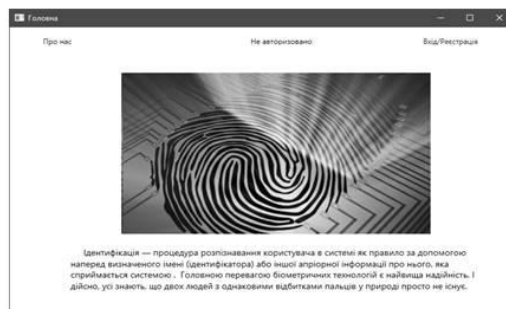 Головна
Про нас
Не авторизовано
Вхід/Реєстрація
Ідентифікація — процедура розпізнавання користувача в системі як правило за допомогою
наперед визначеного імені (ідентифікатора) або іншої апріорної інформації про нього, яка
сприймається системою . Головною перевагою біометричних технологій є найвища надійність. І
дійсно, усі знають, що двох людей з однаковими відбитками пальців у природі просто не існує.